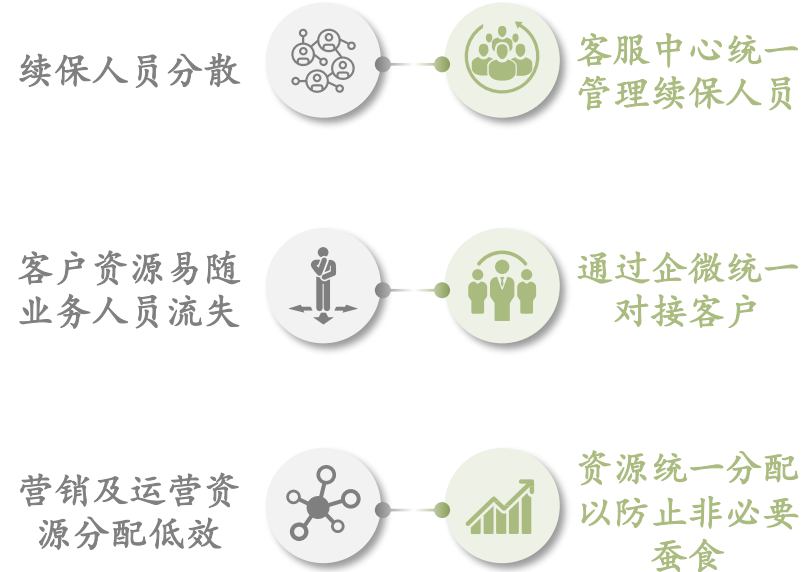 续保人员分散
客服中心统一
管理续保人员
客户资源易随
业务人员流失
通过企微统一
对接客户
营销及运营资
源分配低效
资源统一分配
以防止非必要
蚕食